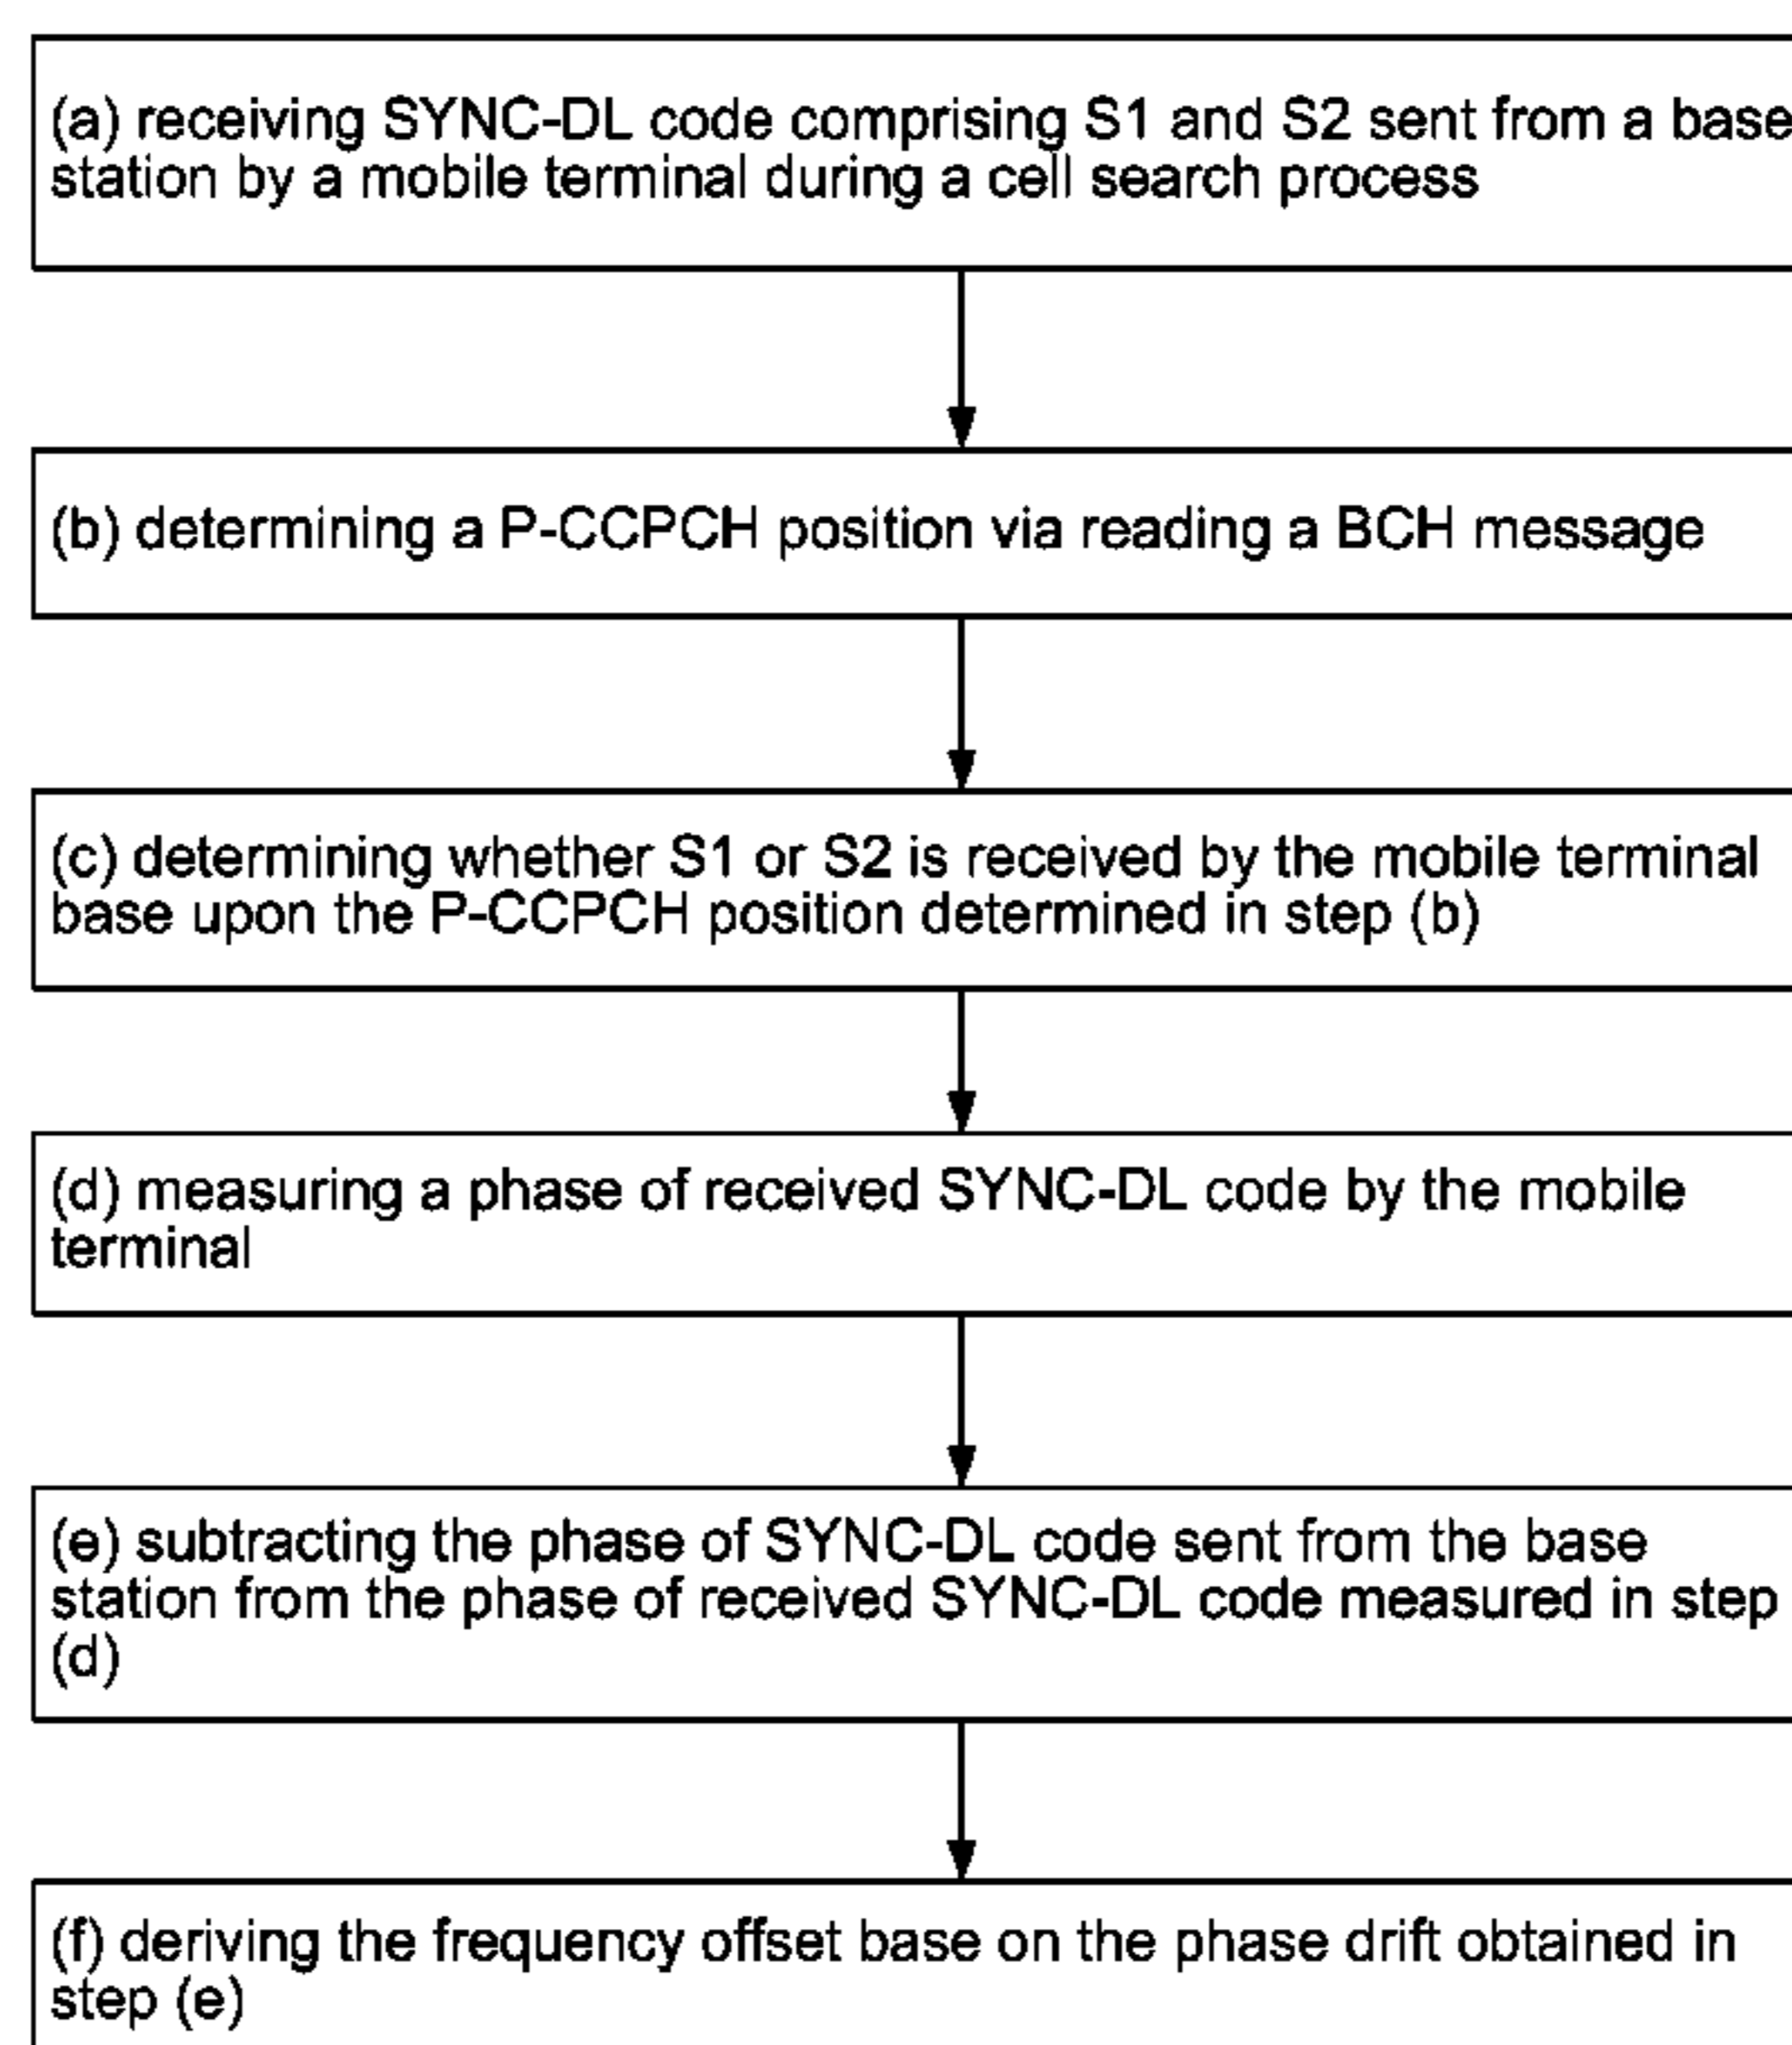 (a) receiving SYNC-DL code comprising S1 and S2 sent from a base
station by a mobile terminal during a cell search process
(b) determining a P-CCPCH position via reading a BCH message
(c) determining whether S1 or S2 is received by the mobile terminal
base upon the P-CCPCH position determined in step (b)
(d) measuring a phase of received SYNC-DL code by the mobile
terminal
(e) subtracting the phase of SYNC-DL code sent from the base
station from the phase of received SYNC-DL code measured in step
(d)
(f) deriving the frequency offset base on the phase drift obtained in
step (e)